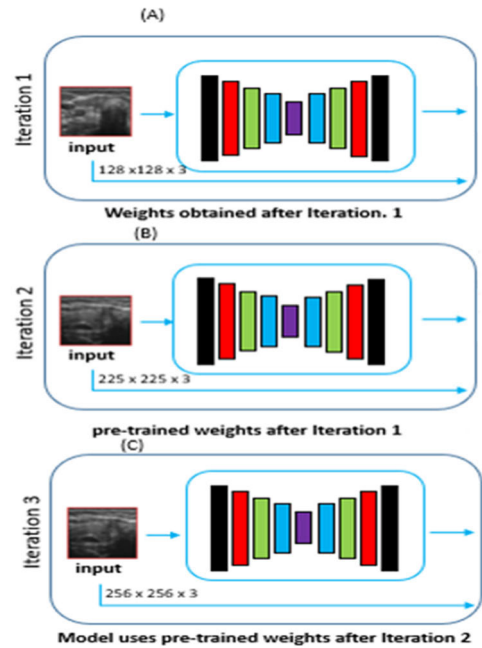 (A)
Iteration 1
input
128 x128 x 3
Weights obtained after Iteration. 1
(B)
Iteration 2
input
225 x 225 x 3
pre-trained weights after Iteration 1
(C)
Iteration 3
input
256 x 256 x 3
Model uses pre-trained weights after Iteration 2